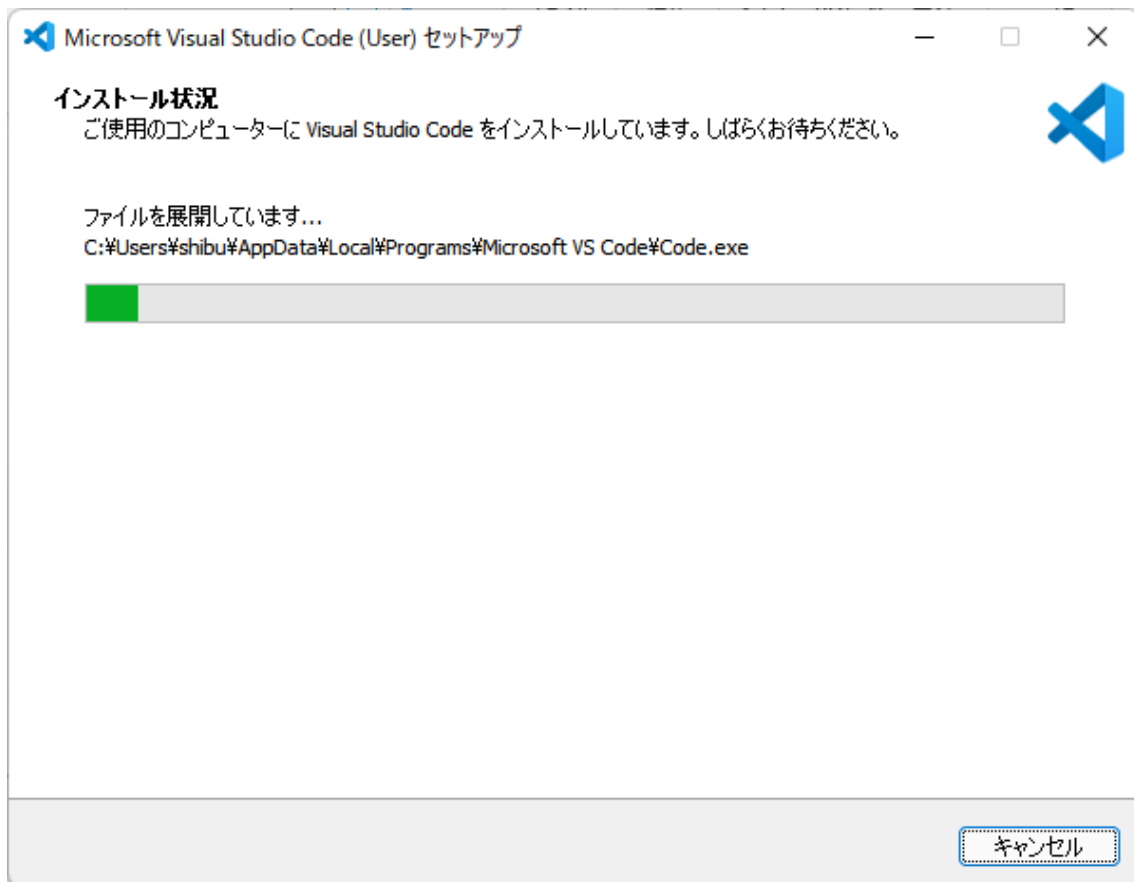 Microsoft Visual Studio Code (User) セットアップ
インストール状況
ご使用のコンピューターに Visual Studio Code をインストールしています。しばらくお待ちください。
ファイルを展開しています...
C:¥Users¥shibu¥AppData¥Local¥Programs¥Microsoft VS Code¥Code.exe
キャンセル